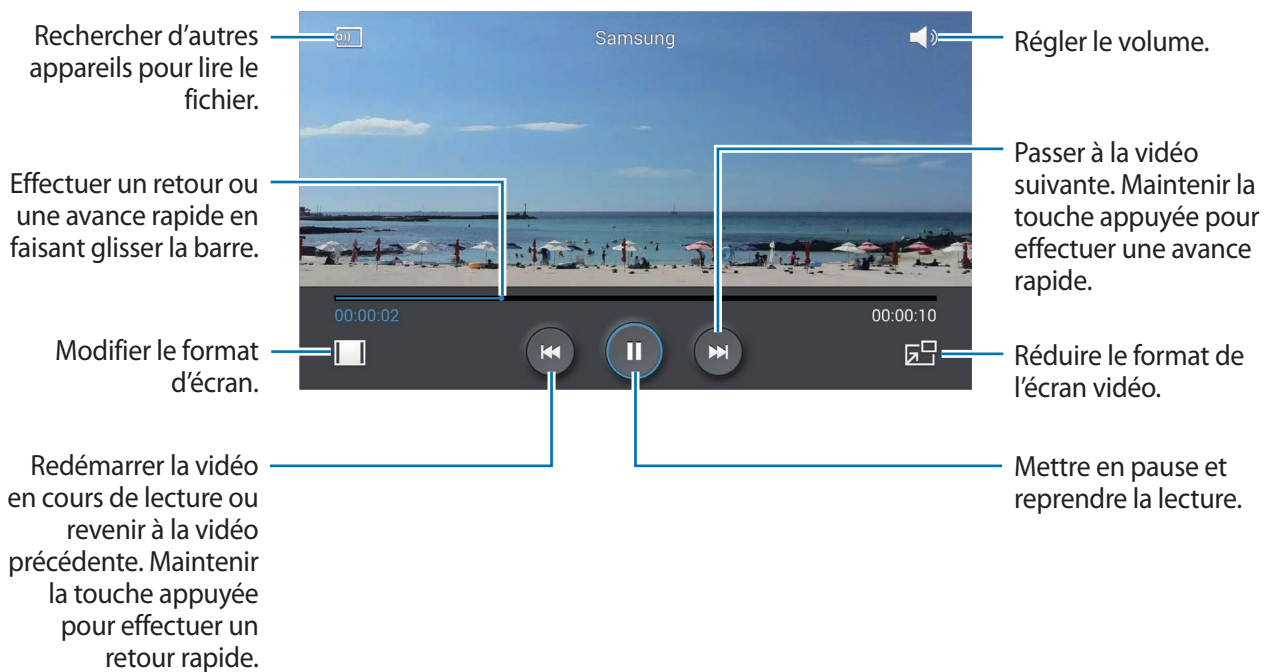 Rechercher d’autres
appareils pour lire le
fichier.
Samsung
Régler le volume.
Effectuer un retour ou
une avance rapide en
faisant glisser la barre.
Passer à la vidéo
suivante. Maintenir la
touche appuyée pour
effectuer une avance
rapide.
00:00:02
00:00:10
Modifier le format
d’écran.
Réduire le format de
l’écran vidéo.
Redémarrer la vidéo
en cours de lecture ou
revenir à la vidéo
précédente. Maintenir
la touche appuyée
pour effectuer un
retour rapide.
Mettre en pause et
reprendre la lecture.